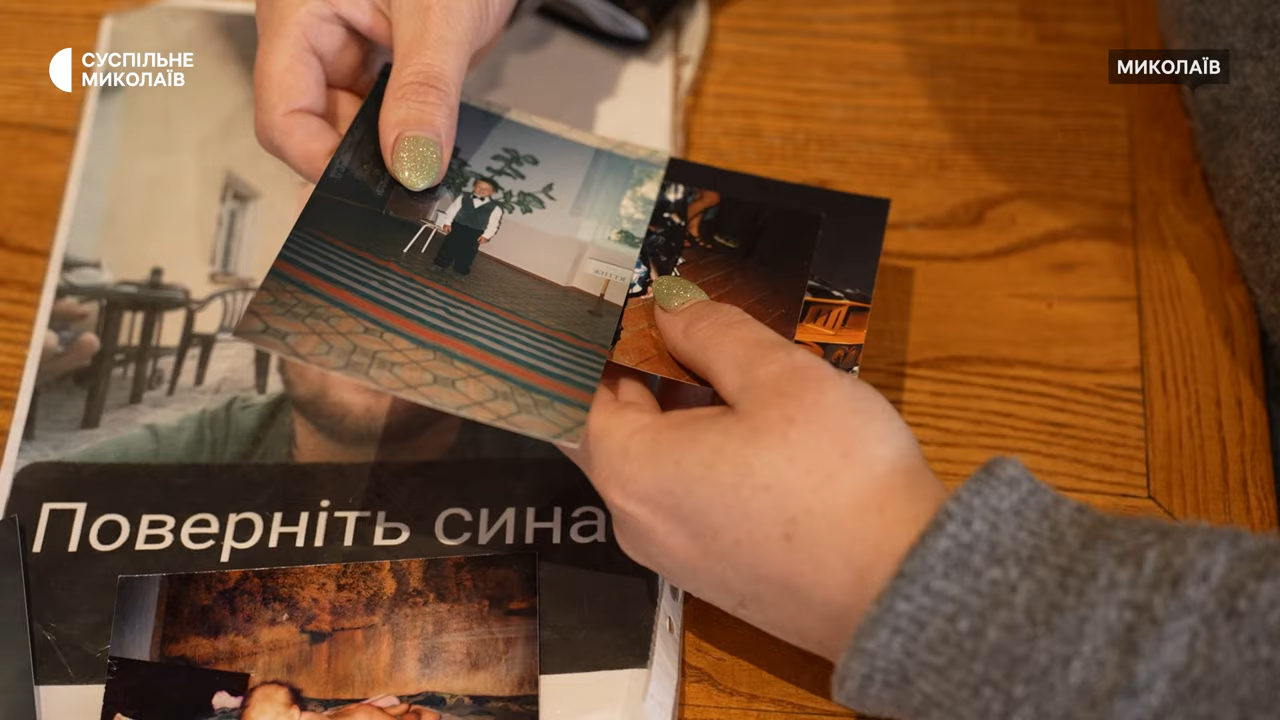 СУСПІЛЬНЕ
МИКОЛАЇВ
МИКОЛАЇВ
Поверніть сина